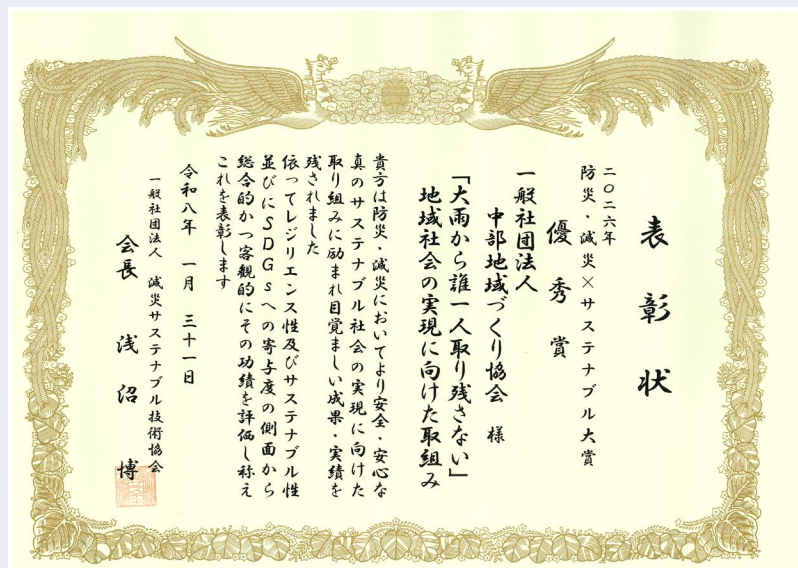 表彰状
二〇二六年
防災・減災×サステナブル大賞
優秀賞
一般社団法人
中部地域づくり協会 様
「大雨から誰一人取り残さない」
地域社会の実現に向けた取組み
貴方は防災・減災においてより安全・安心な
真のサステナブル社会の実現に向けた
取り組みに励まれ目覚ましい成果・実績を
残されました
依ってレジリエンス性及びサステナブル性
並びにSDGsへの寄与度の側面から
総合的かつ客観的にその功績を評価し称え
これを表彰します
令和八年 一月 三十一日
一般社団法人 減災サステナブル技術協会
会長 浅沼 博